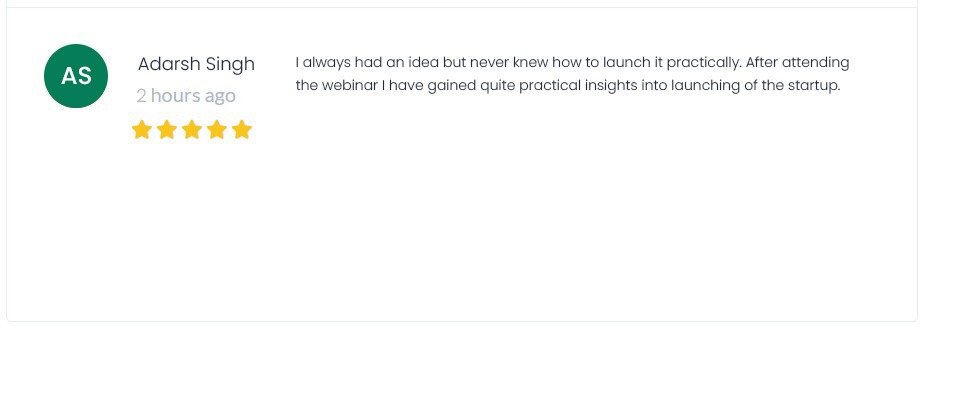 AS
Adarsh Singh
2 hours ago
I always had an idea but never knew how to launch it practically. After attending
the webinar I have gained quite practical insights into launching of the startup.